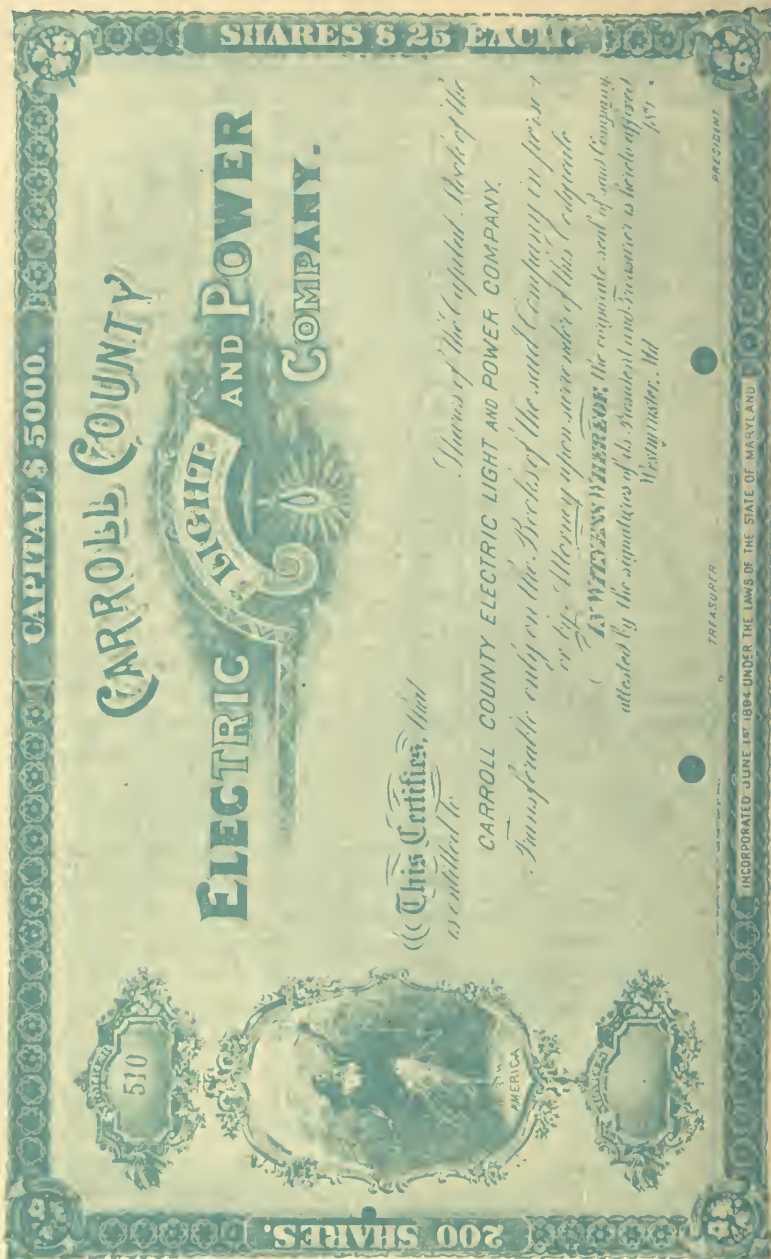 CAPITAL $ 5000.
200 SHARES.
SHARES $ 25 EACH.
CARROLL COUNTY
ELECTRIC LIGHT AND POWER
COMPANY.
NUMBER
510
SHARES
AMERICA
This Certifies, that
is entitled to Shares of the Capital Stock of the
CARROLL COUNTY ELECTRIC LIGHT AND POWER COMPANY.
Transferable only on the Books of the said Company in person
or by Attorney upon surrender of this Certificate
IN WITNESS WHEREOF, the corporate seal of said Company
attested by the signatures of its President and Treasurer is hereto affixed
Westminster, Md 189 .
TREASURER PRESIDENT
INCORPORATED JUNE 1ST 1894 UNDER THE LAWS OF THE STATE OF MARYLAND